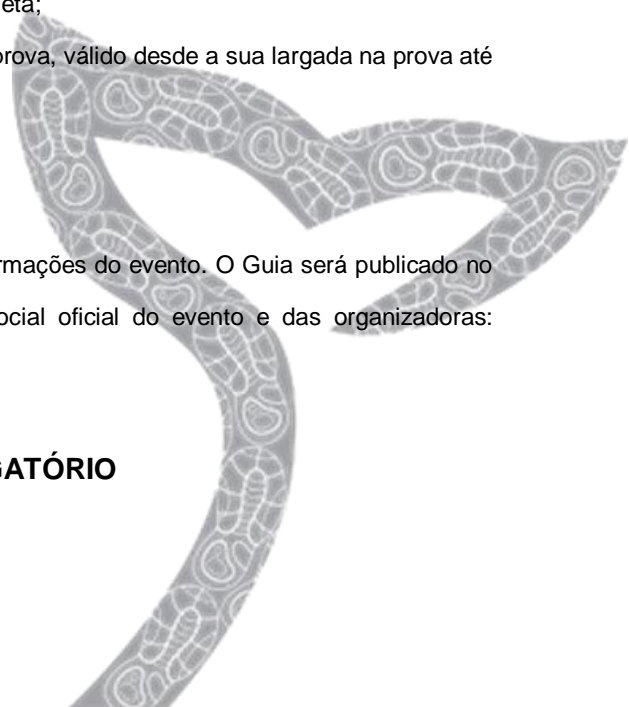 eta;
prova, válido desde a sua largada na prova até
rmações do evento. O Guia será publicado no
ocial oficial do evento e das organizadoras:
GATÓRIO